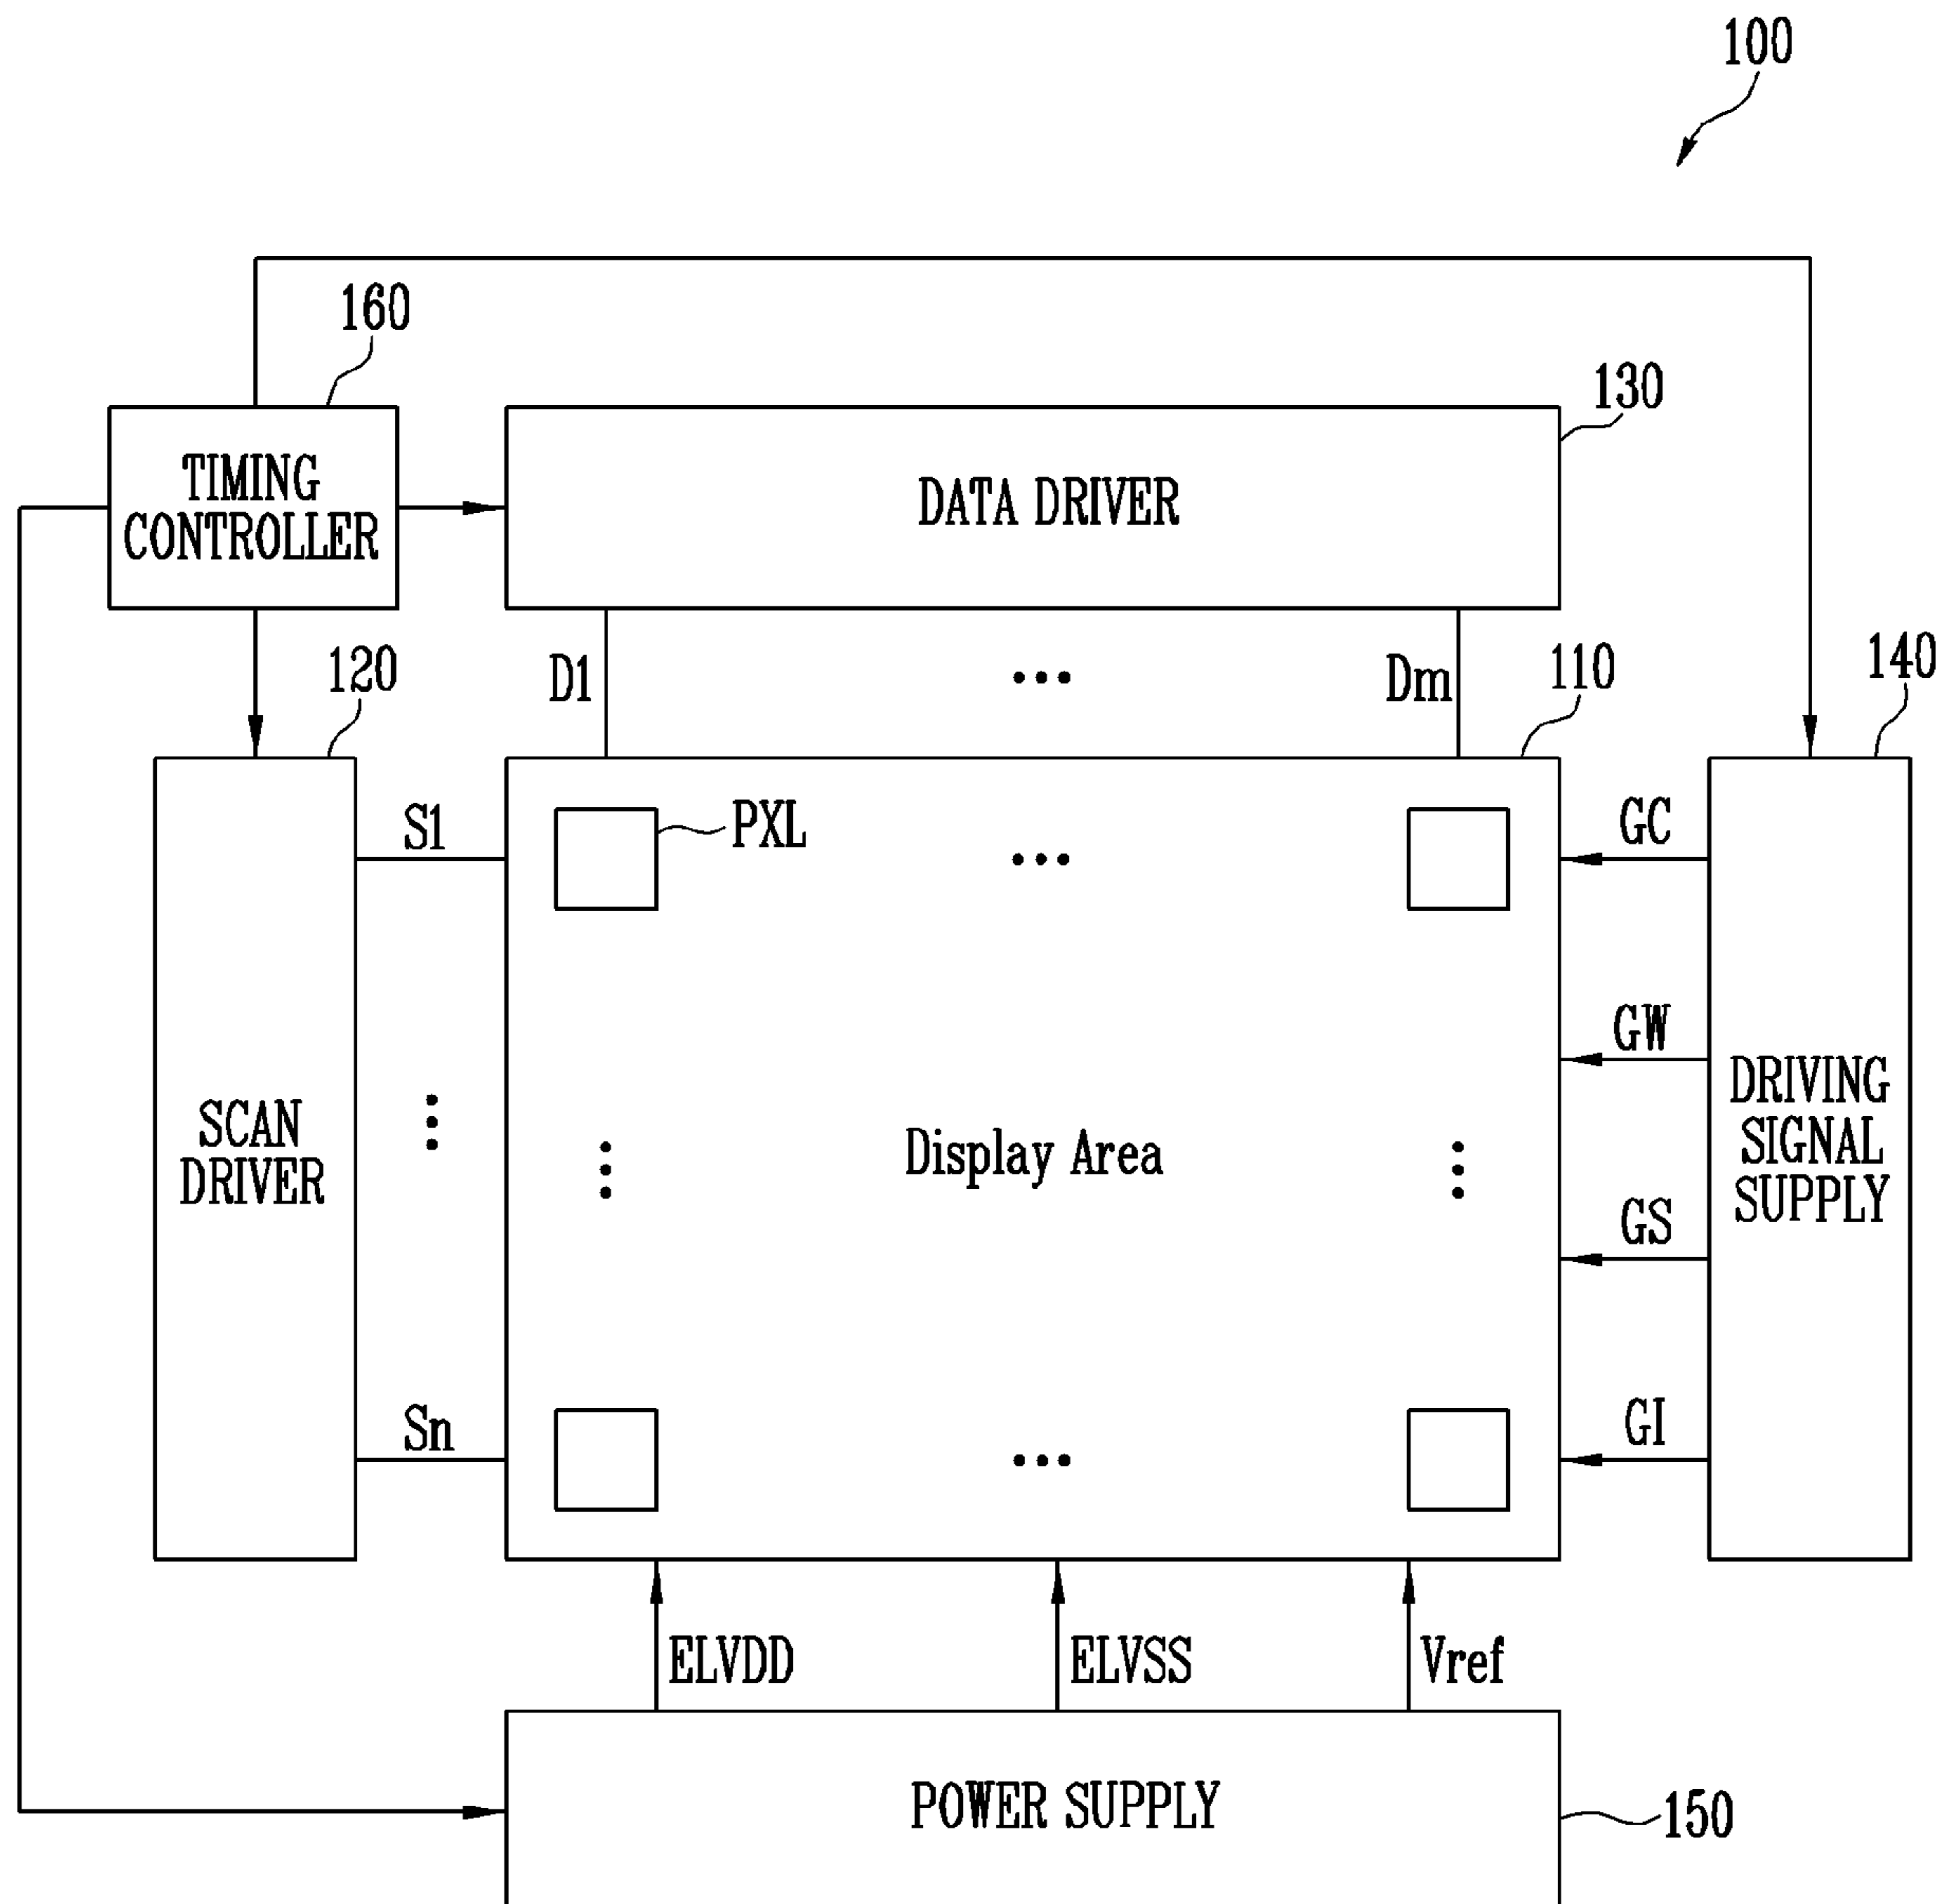 100
160
130
TIMING
CONTROLLER
DATA DRIVER
120
D1
Dm
110
140
S1
PXL
GC
GW
SCAN
DRIVER
Display Area
DRIVING
SIGNAL
SUPPLY
GS
Sn
GI
ELVDD
ELVSS
Vref
POWER SUPPLY
150